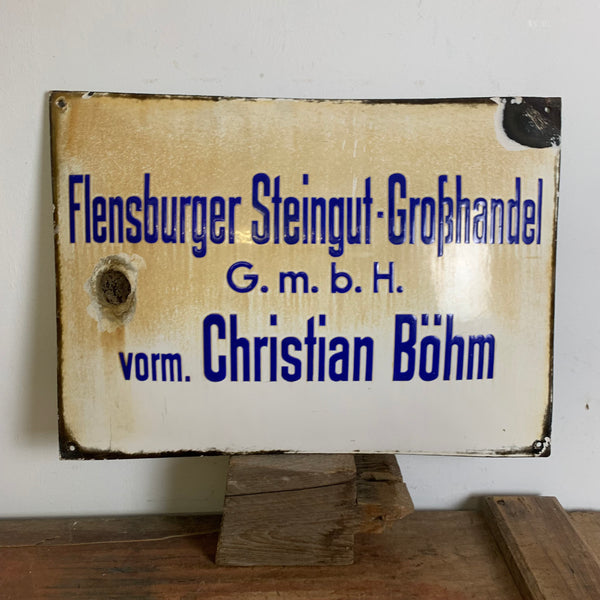 Flensburger Steingut-Großhandel
G. m. b. H.
vorm. Christian Böhm